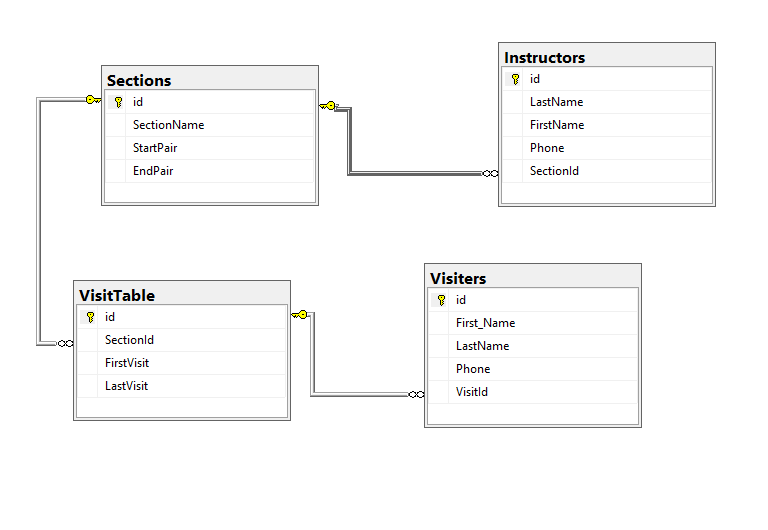 Sections
id
SectionName
StartPair
EndPair
Instructors
id
LastName
FirstName
Phone
SectionId
VisitTable
id
SectionId
FirstVisit
LastVisit
Visiters
id
First_Name
LastName
Phone
VisitId